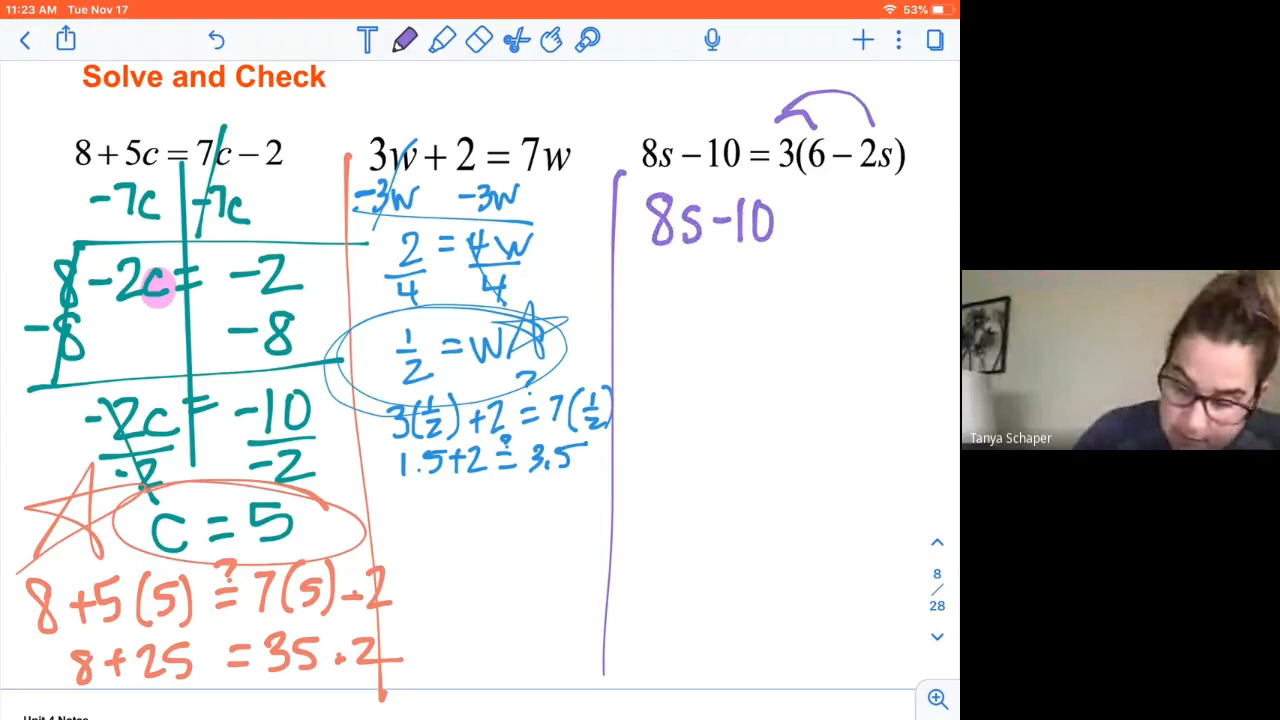 11:23 AM Tue Nov 17
53%
Solve and Check
8 + 5c = 7c − 2
-7c -7c
8 -2c = -2
-8 -8
-2c = -10
-2 -2
c = 5
8 + 5(5) ?= 7(5) - 2
8 + 25 = 35 - 2
3w + 2 = 7w
-3w -3w
2 = 4w
4 4
1/2 = w
3(1/2) + 2 ?= 7(1/2)
1.5 + 2 ?= 3.5
8s − 10 = 3(6 − 2s)
8s - 10
Tanya Schaper
8
/
28
Unit 4 Notes